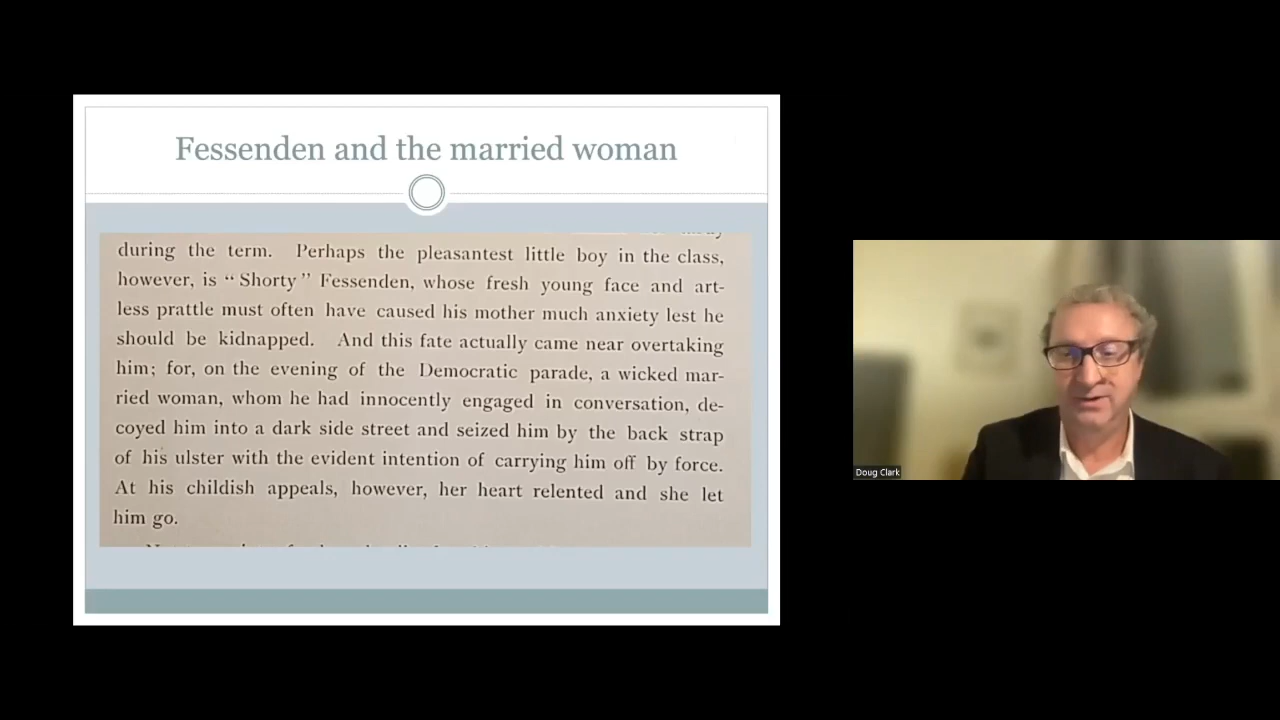 Fessenden and the married woman
during the term. Perhaps the pleasantest little boy in the class,
however, is “Shorty” Fessenden, whose fresh young face and art-
less prattle must often have caused his mother much anxiety lest he
should be kidnapped. And this fate actually came near overtaking
him; for, on the evening of the Democratic parade, a wicked mar-
ried woman, whom he had innocently engaged in conversation, de-
coyed him into a dark side street and seized him by the back strap
of his ulster with the evident intention of carrying him off by force.
At his childish appeals, however, her heart relented and she let
him go.
Doug Clark